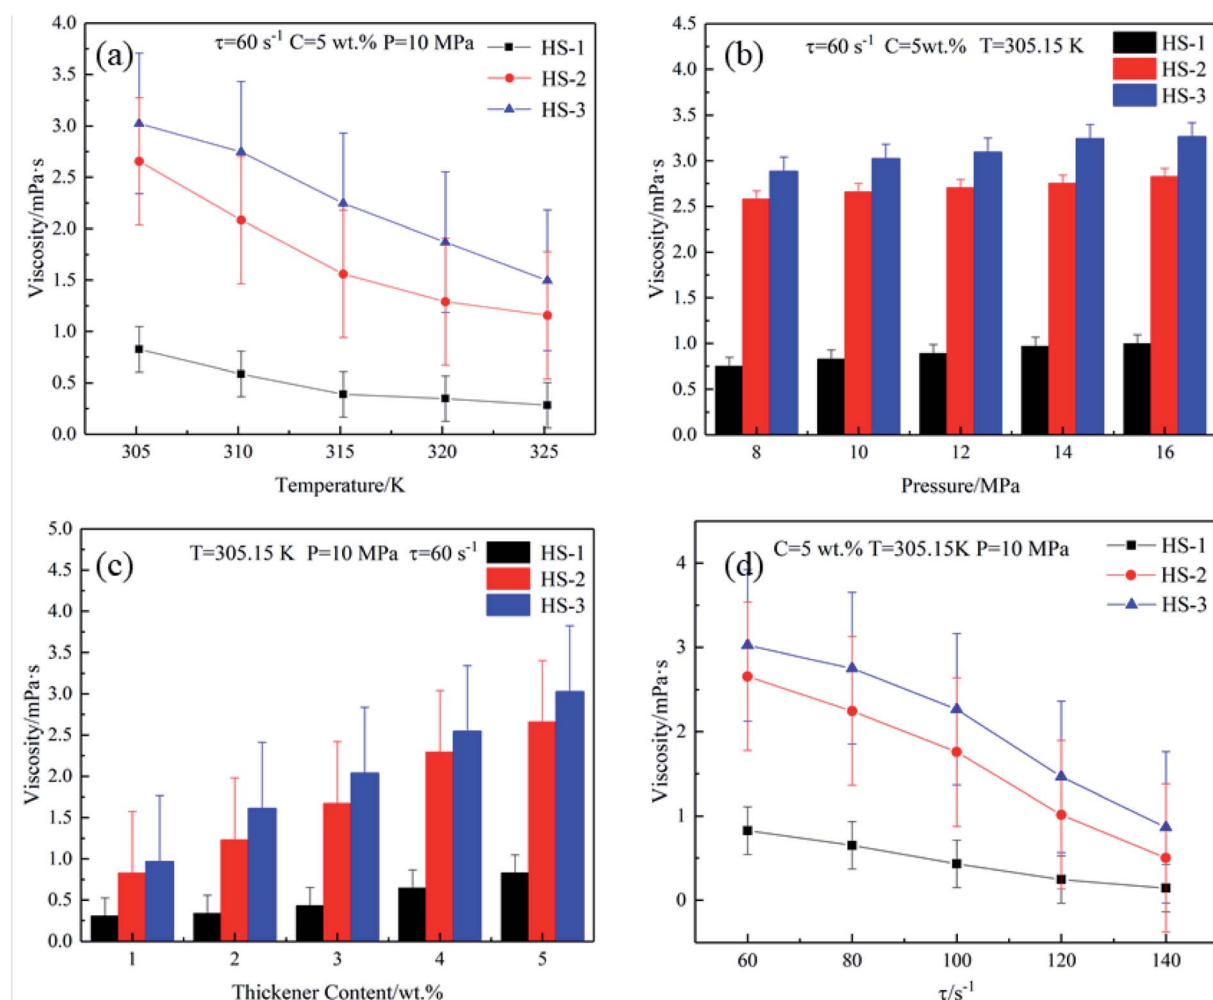 (a)
τ=60 s⁻¹ C=5 wt.% P=10 MPa
HS-1
HS-2
HS-3
4.0
3.5
3.0
2.5
2.0
1.5
1.0
0.5
0.0
Viscosity/mPa·s
305 310 315 320 325
Temperature/K
(b)
τ=60 s⁻¹ C=5wt.% T=305.15 K
HS-1
HS-2
HS-3
4.5
4.0
3.5
3.0
2.5
2.0
1.5
1.0
0.5
0.0
Viscosity/mPa·s
8 10 12 14 16
Pressure/MPa
(c)
T=305.15 K P=10 MPa τ=60 s⁻¹
HS-1
HS-2
HS-3
5.0
4.5
4.0
3.5
3.0
2.5
2.0
1.5
1.0
0.5
0.0
Viscosity/mPa·s
1 2 3 4 5
Thickener Content/wt.%
(d)
C=5 wt.% T=305.15K P=10 MPa
HS-1
HS-2
HS-3
4
3
2
1
0
Viscosity/mPa·s
60 80 100 120 140
τ/s⁻¹